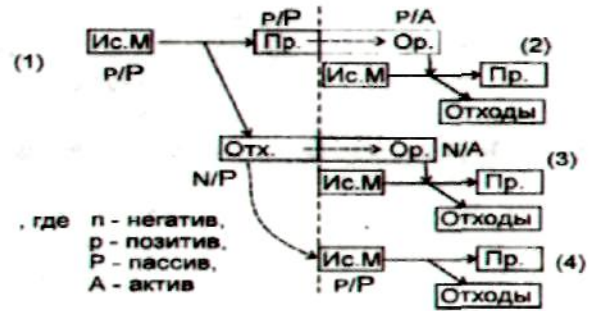 p/P p/A
Ис.М Пр. Ор. (2)
(1) p/P Ис.М Пр.
Отходы
Отх. Ор. N/A (3)
N/P Ис.М Пр.
Отходы
, где п - негатив,
р - позитив,
Р - пассив,
А - актив
Ис.М Пр. (4)
p/P Отходы